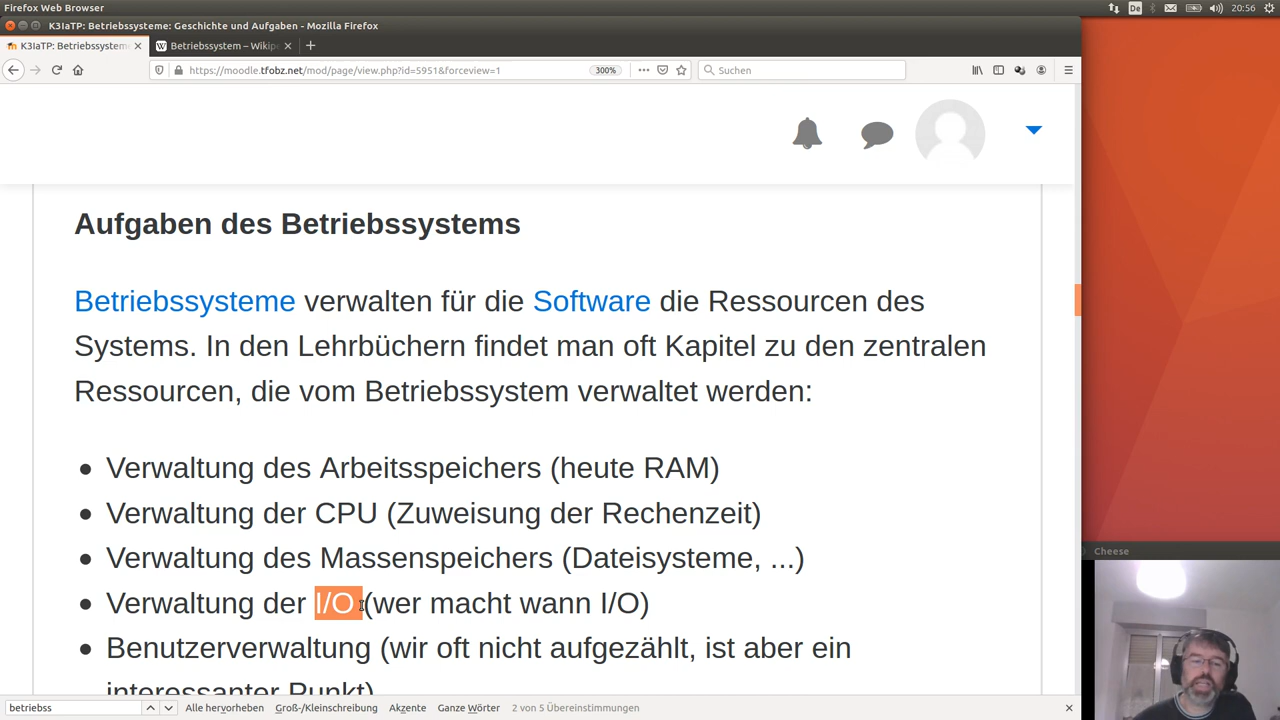 Firefox Web Browser
De
20:56
K3IaTP: Betriebssysteme: Geschichte und Aufgaben - Mozilla Firefox
K3IaTP: Betriebssysteme
Betriebssystem – Wikip
https://moodle.tfobz.net/mod/page/view.php?id=5951&forceview=1
300%
Suchen
Aufgaben des Betriebssystems
Betriebssysteme verwalten für die Software die Ressourcen des
Systems. In den Lehrbüchern findet man oft Kapitel zu den zentralen
Ressourcen, die vom Betriebssystem verwaltet werden:
Verwaltung des Arbeitsspeichers (heute RAM)
Verwaltung der CPU (Zuweisung der Rechenzeit)
Verwaltung des Massenspeichers (Dateisysteme, ...)
Verwaltung der I/O (wer macht wann I/O)
Benutzerverwaltung (wir oft nicht aufgezählt, ist aber ein
interessanter Punkt)
Cheese
betriebss
Alle hervorheben
Groß-/Kleinschreibung
Akzente
Ganze Wörter
2 von 5 Übereinstimmungen